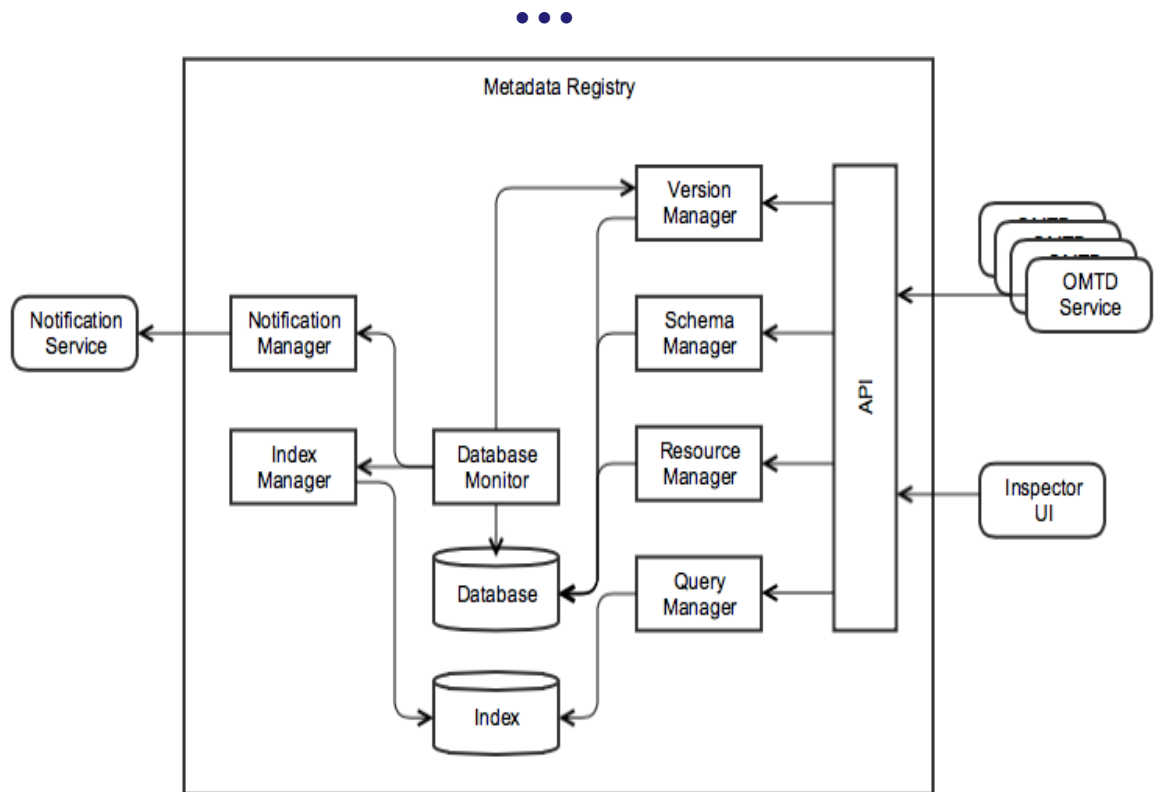 Metadata Registry
Version
Manager
OMTD
Service
Notification
Service
Notification
Manager
Schema
Manager
API
Index
Manager
Database
Monitor
Resource
Manager
Inspector
UI
Database
Query
Manager
Index